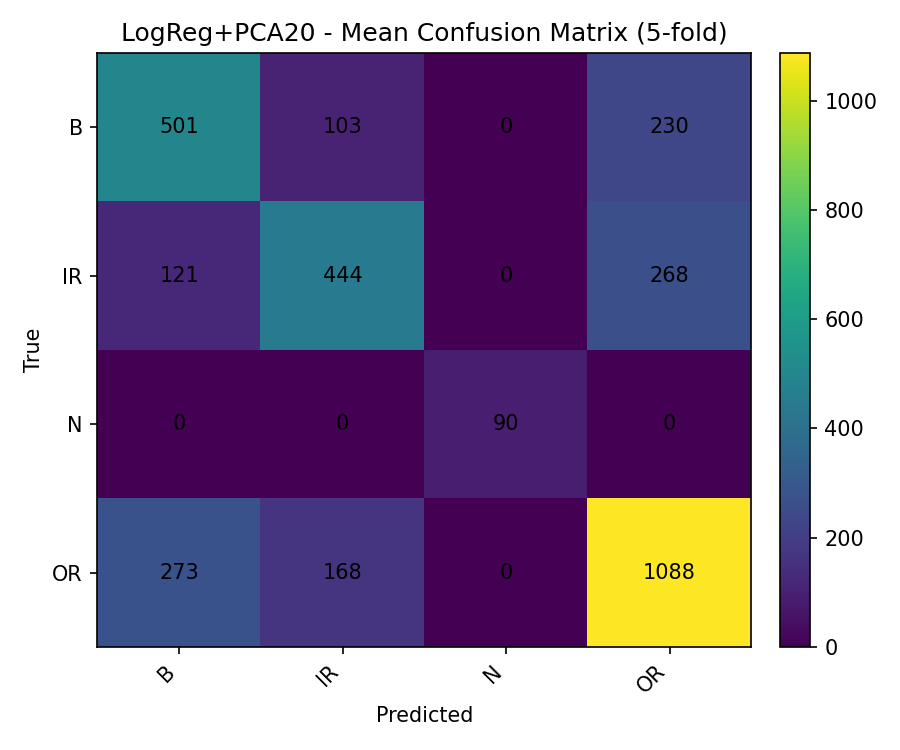 LogReg+PCA20 - Mean Confusion Matrix (5-fold)
B 501 103 0 230
IR 121 444 0 268
N 0 0 90 0
OR 273 168 0 1088
B IR N OR
Predicted
True
1000
800
600
400
200
0